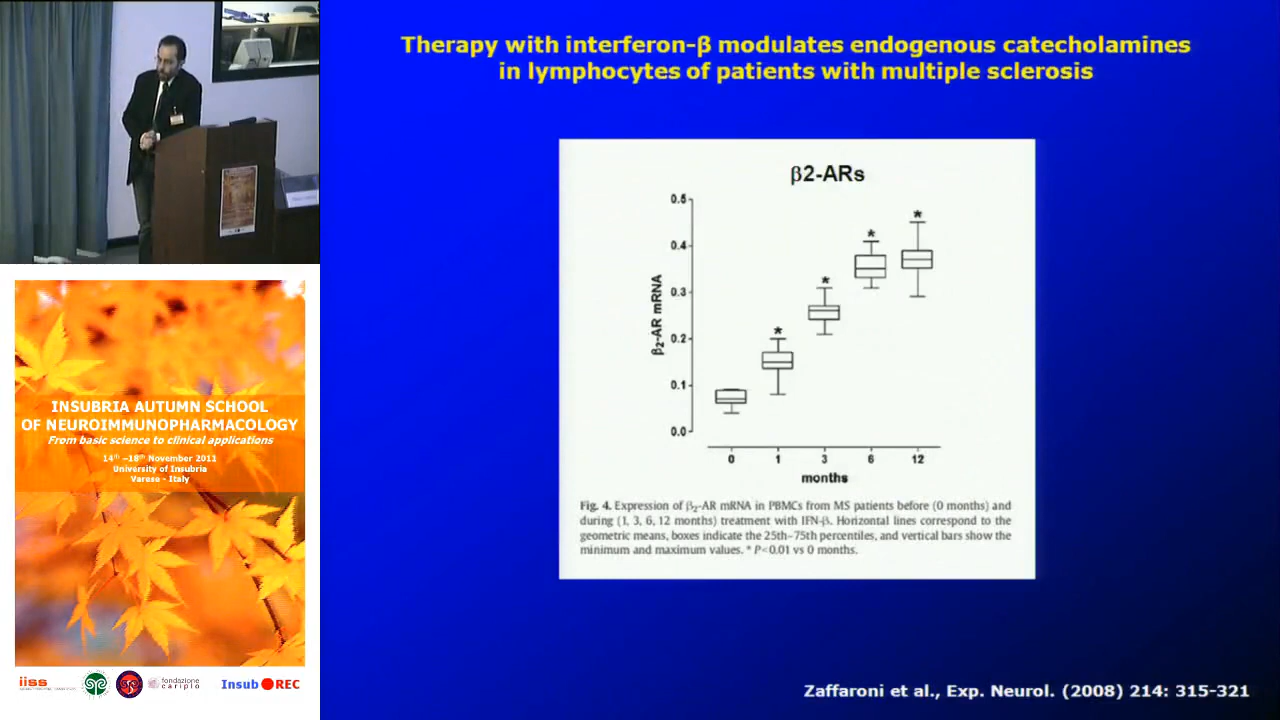 Therapy with interferon-β modulates endogenous catecholamines
in lymphocytes of patients with multiple sclerosis
β2-ARs
0.5
0.4
0.3
0.2
0.1
0.0
β₂-AR mRNA
*
*
*
*
0 1 3 6 12
months
Fig. 4. Expression of β₂-AR mRNA in PBMCs from MS patients before (0 months) and
during (1, 3, 6, 12 months) treatment with IFN-β. Horizontal lines correspond to the
geometric means, boxes indicate the 25th–75th percentiles, and vertical bars show the
minimum and maximum values. * P<0.01 vs 0 months.
Zaffaroni et al., Exp. Neurol. (2008) 214: 315-321
INSUBRIA AUTUMN SCHOOL
OF NEUROIMMUNOPHARMACOLOGY
From basic science to clinical applications
14th –18th November 2011
University of Insubria
Varese - Italy
iiss
fondazione
cariplo
Insub REC